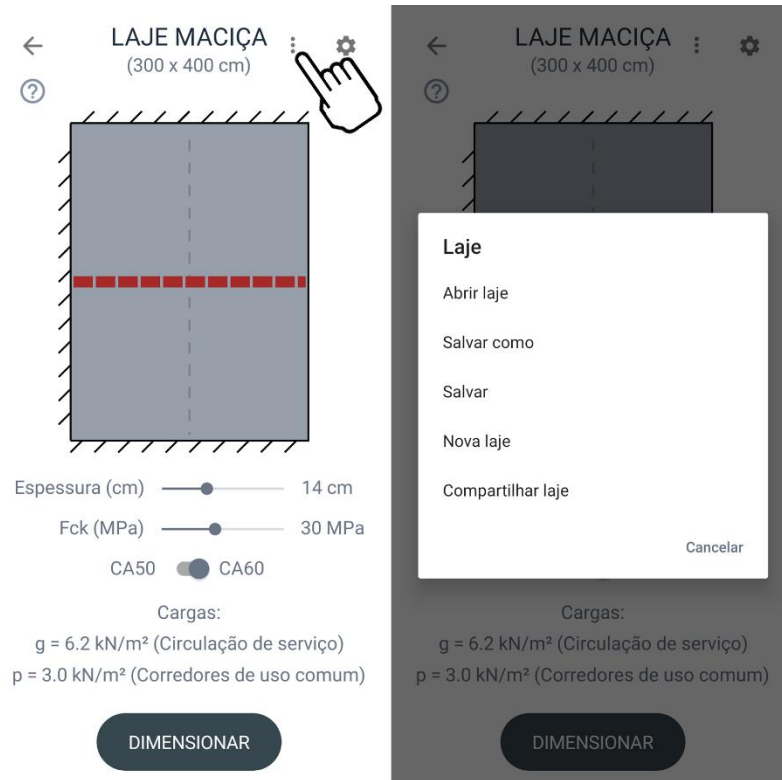 LAJE MACIÇA
(300 x 400 cm)
?
Espessura (cm) 14 cm
Fck (MPa) 30 MPa
CA50 CA60
Cargas:
g = 6.2 kN/m² (Circulação de serviço)
p = 3.0 kN/m² (Corredores de uso comum)
DIMENSIONAR
LAJE MACIÇA
(300 x 400 cm)
?
Laje
Abrir laje
Salvar como
Salvar
Nova laje
Compartilhar laje
Cancelar
Cargas:
g = 6.2 kN/m² (Circulação de serviço)
p = 3.0 kN/m² (Corredores de uso comum)
DIMENSIONAR